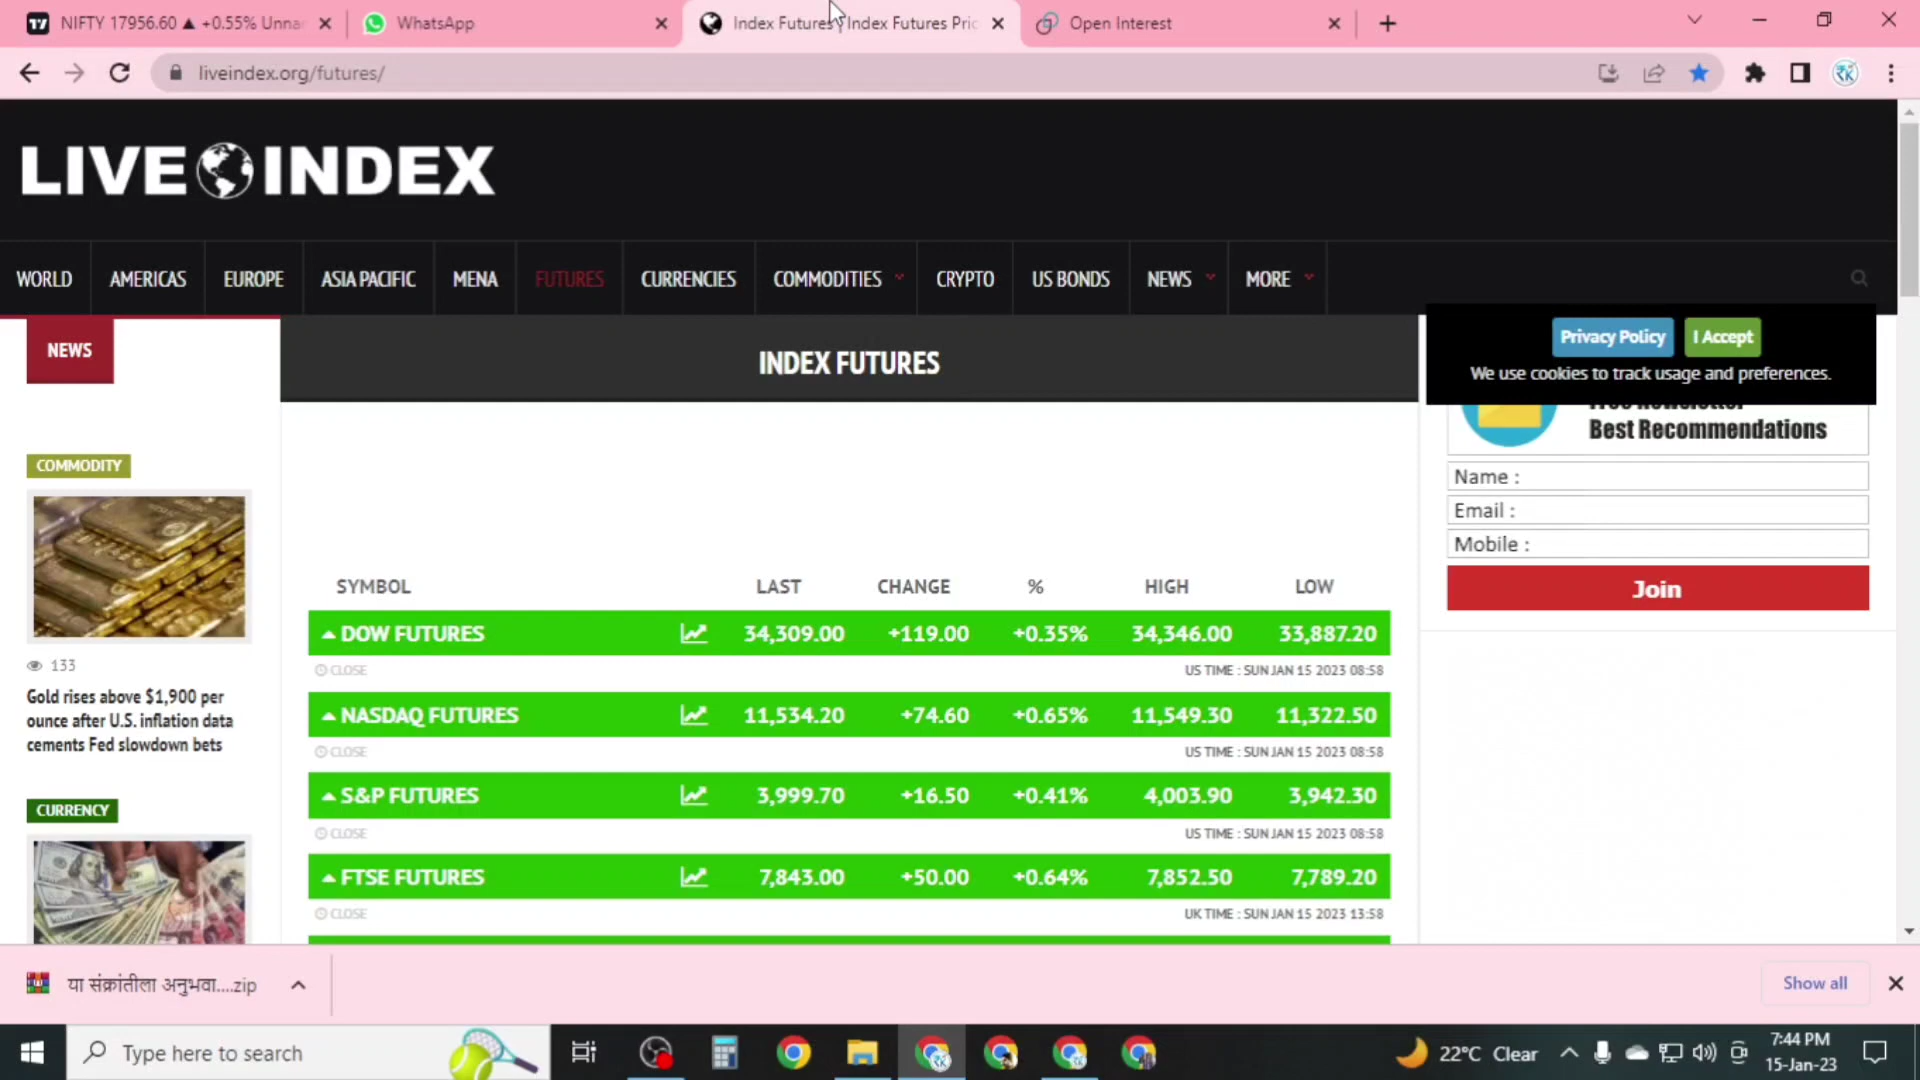 NIFTY 17956.60 ▲ +0.55% Unna
WhatsApp
Index Futures | Index Futures Pric
Open Interest
liveindex.org/futures/
LIVE INDEX
WORLD
AMERICAS
EUROPE
ASIA PACIFIC
MENA
FUTURES
CURRENCIES
COMMODITIES
CRYPTO
US BONDS
NEWS
MORE
NEWS
INDEX FUTURES
Privacy Policy
I Accept
We use cookies to track usage and preferences.
Best Recommendations
Name :
Email :
Mobile :
Join
COMMODITY
133
Gold rises above $1,900 per
ounce after U.S. inflation data
cements Fed slowdown bets
CURRENCY
SYMBOL LAST CHANGE % HIGH LOW
DOW FUTURES 34,309.00 +119.00 +0.35% 34,346.00 33,887.20
CLOSE US TIME : SUN JAN 15 2023 08:58
NASDAQ FUTURES 11,534.20 +74.60 +0.65% 11,549.30 11,322.50
CLOSE US TIME : SUN JAN 15 2023 08:58
S&P FUTURES 3,999.70 +16.50 +0.41% 4,003.90 3,942.30
CLOSE US TIME : SUN JAN 15 2023 08:58
FTSE FUTURES 7,843.00 +50.00 +0.64% 7,852.50 7,789.20
CLOSE UK TIME : SUN JAN 15 2023 13:58
या संक्रांतीला अनुभवा....zip
Show all
Type here to search
22°C Clear
7:44 PM
15-Jan-23